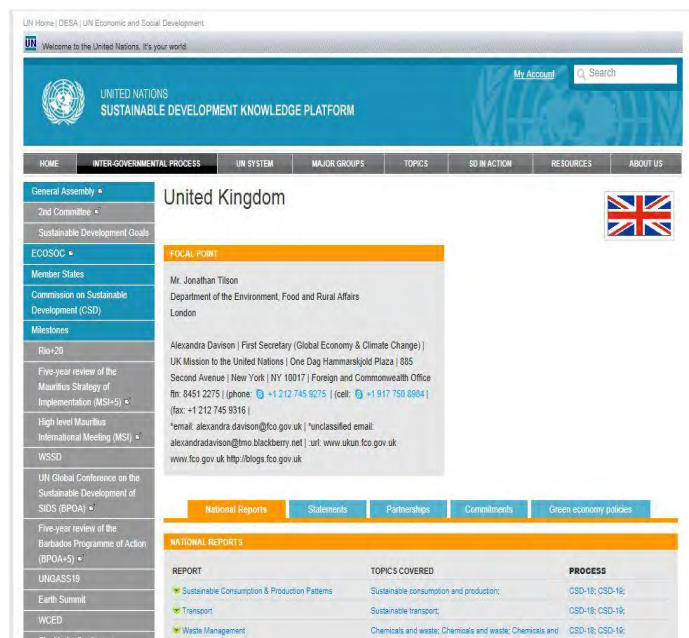 UN Home | DESA | UN Economic and Social Development
UN Welcome to the United Nations. It's your world.
My Account
Search
UNITED NATIONS
SUSTAINABLE DEVELOPMENT KNOWLEDGE PLATFORM
HOME
INTER-GOVERNMENTAL PROCESS
UN SYSTEM
MAJOR GROUPS
TOPICS
SD IN ACTION
RESOURCES
ABOUT US
General Assembly
2nd Committee
Sustainable Development Goals
ECOSOC
Member States
Commission on Sustainable
Development (CSD)
Milestones
Rio+20
Five-year review of the
Mauritius Strategy of
Implementation (MSI+5)
High level Mauritius
International Meeting (MSI)
WSSD
UN Global Conference on the
Sustainable Development of
SIDS (BPOA)
Five-year review of the
Barbados Programme of Action
(BPOA+5)
UNGASS19
Earth Summit
WCED
United Kingdom
FOCAL POINT
Mr. Jonathan Tilson
Department of the Environment, Food and Rural Affairs
London
Alexandra Davison | First Secretary (Global Economy & Climate Change) |
UK Mission to the United Nations | One Dag Hammarskjold Plaza | 885
Second Avenue | New York | NY 10017 | Foreign and Commonwealth Office
ftn: 8451 2275 | (phone: +1 212 745 9275 | (cell: +1 917 750 8984 |
(fax: +1 212 745 9316 |
*email: alexandra.davison@fco.gov.uk | *unclassified email:
alexandradavison@tmo.blackberry.net | :url: www.ukun.fco.gov.uk
www.fco.gov.uk http://blogs.fco.gov.uk
National Reports
Statements
Partnerships
Commitments
Green economy policies
NATIONAL REPORTS
REPORT TOPICS COVERED PROCESS
Sustainable Consumption & Production Patterns Sustainable consumption and production; CSD-18; CSD-19;
Transport Sustainable transport; CSD-18; CSD-19;
Waste Management Chemicals and waste; Chemicals and waste; Chemicals and CSD-18; CSD-19;